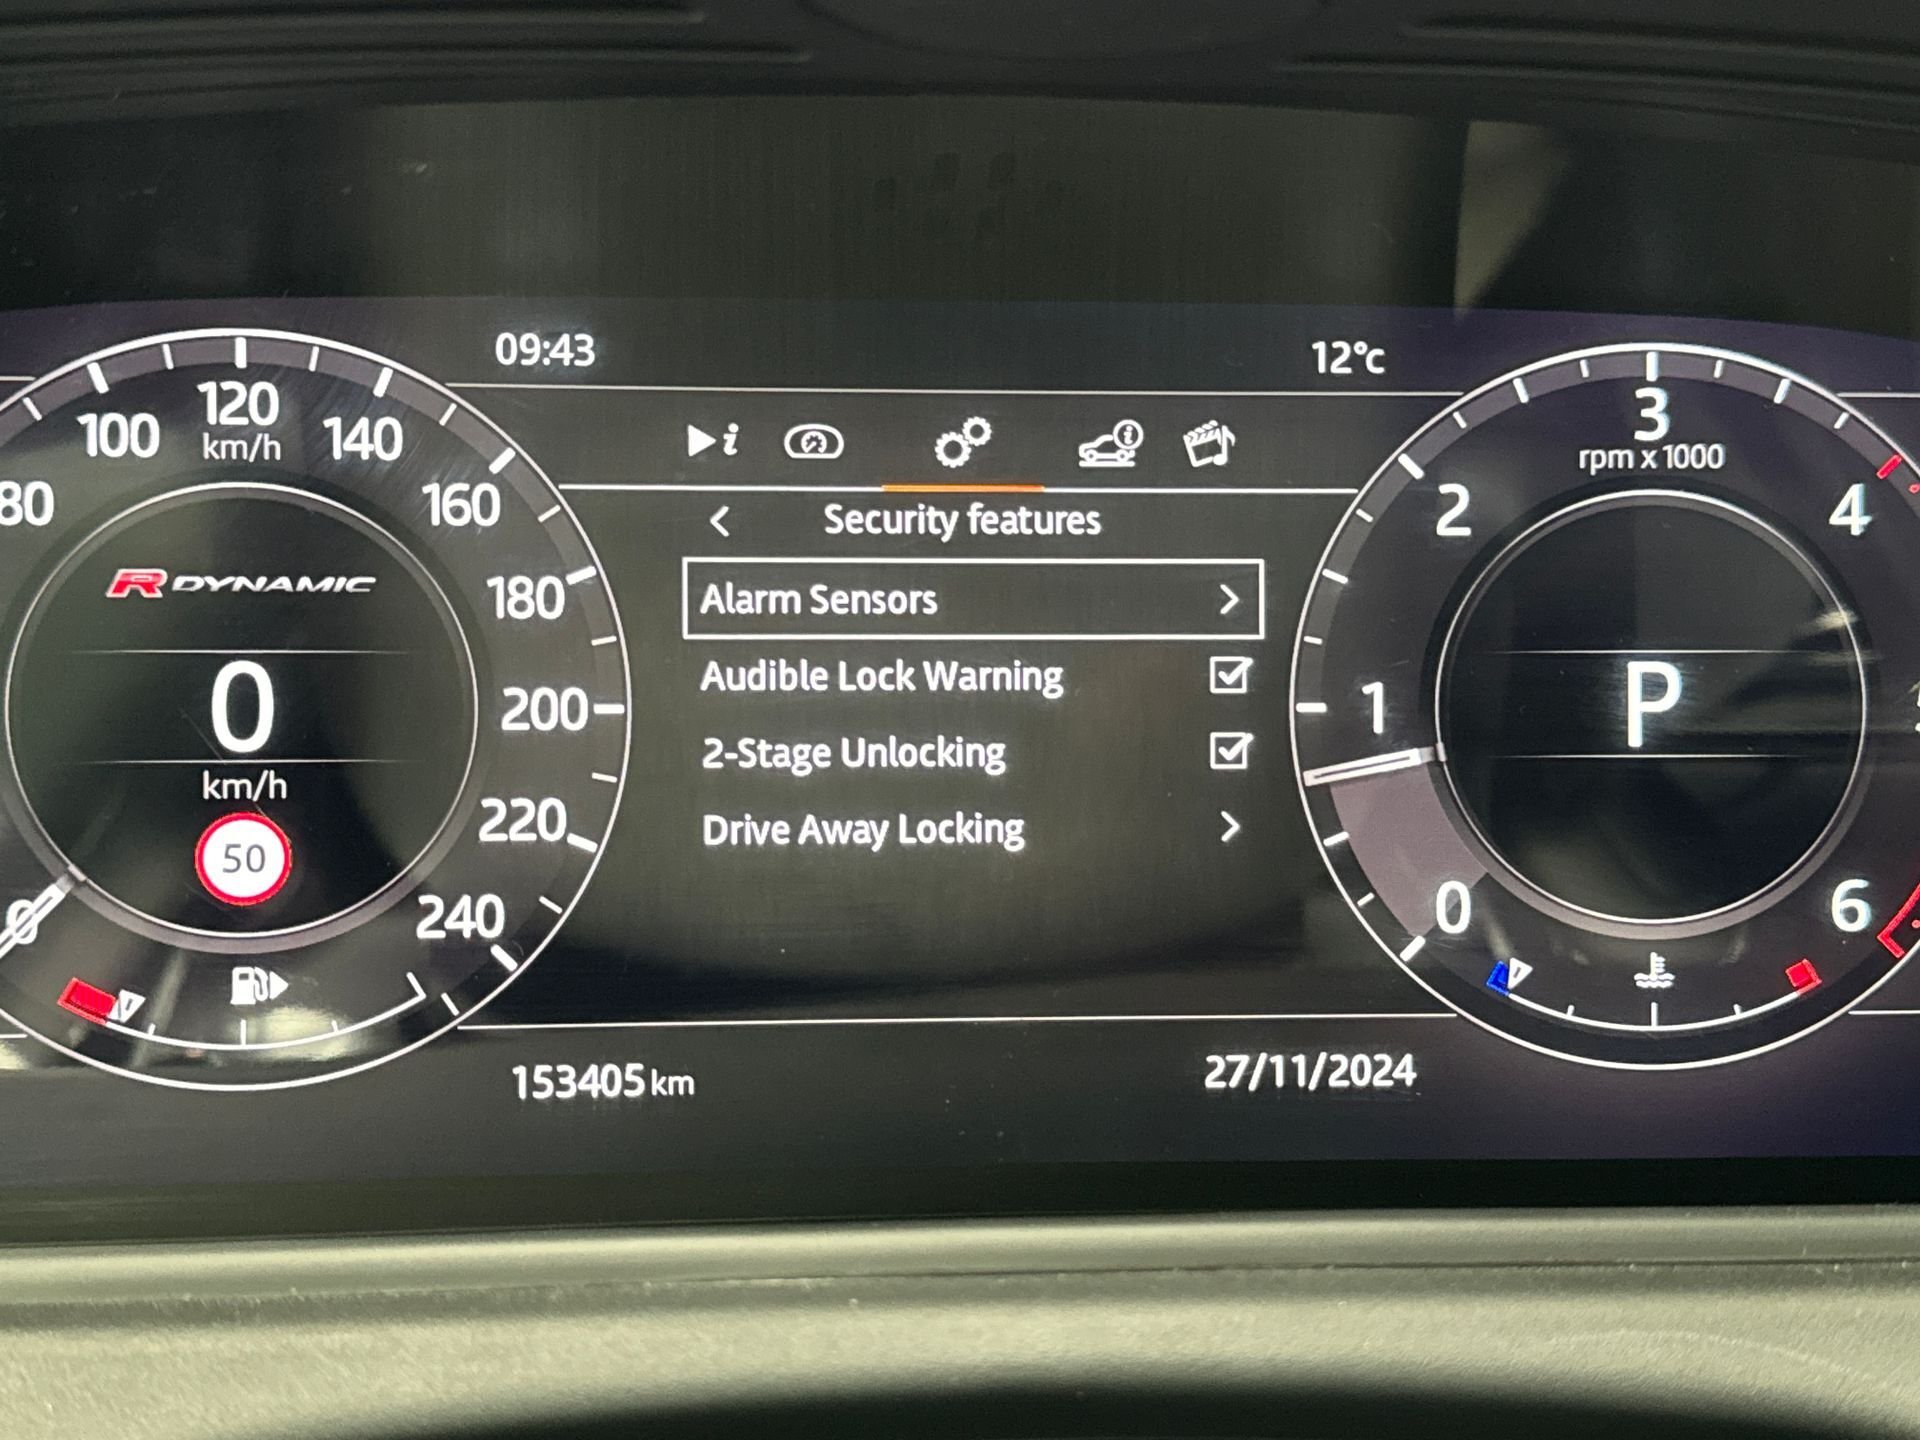 09:43
12°c
i
Security features
Alarm Sensors
Audible Lock Warning
2-Stage Unlocking
Drive Away Locking
153405 km
27/11/2024
0
80
100
120
km/h
140
160
180
200
220
240
R DYNAMIC
0
km/h
50
0
1
2
3
rpm x 1000
4
6
P